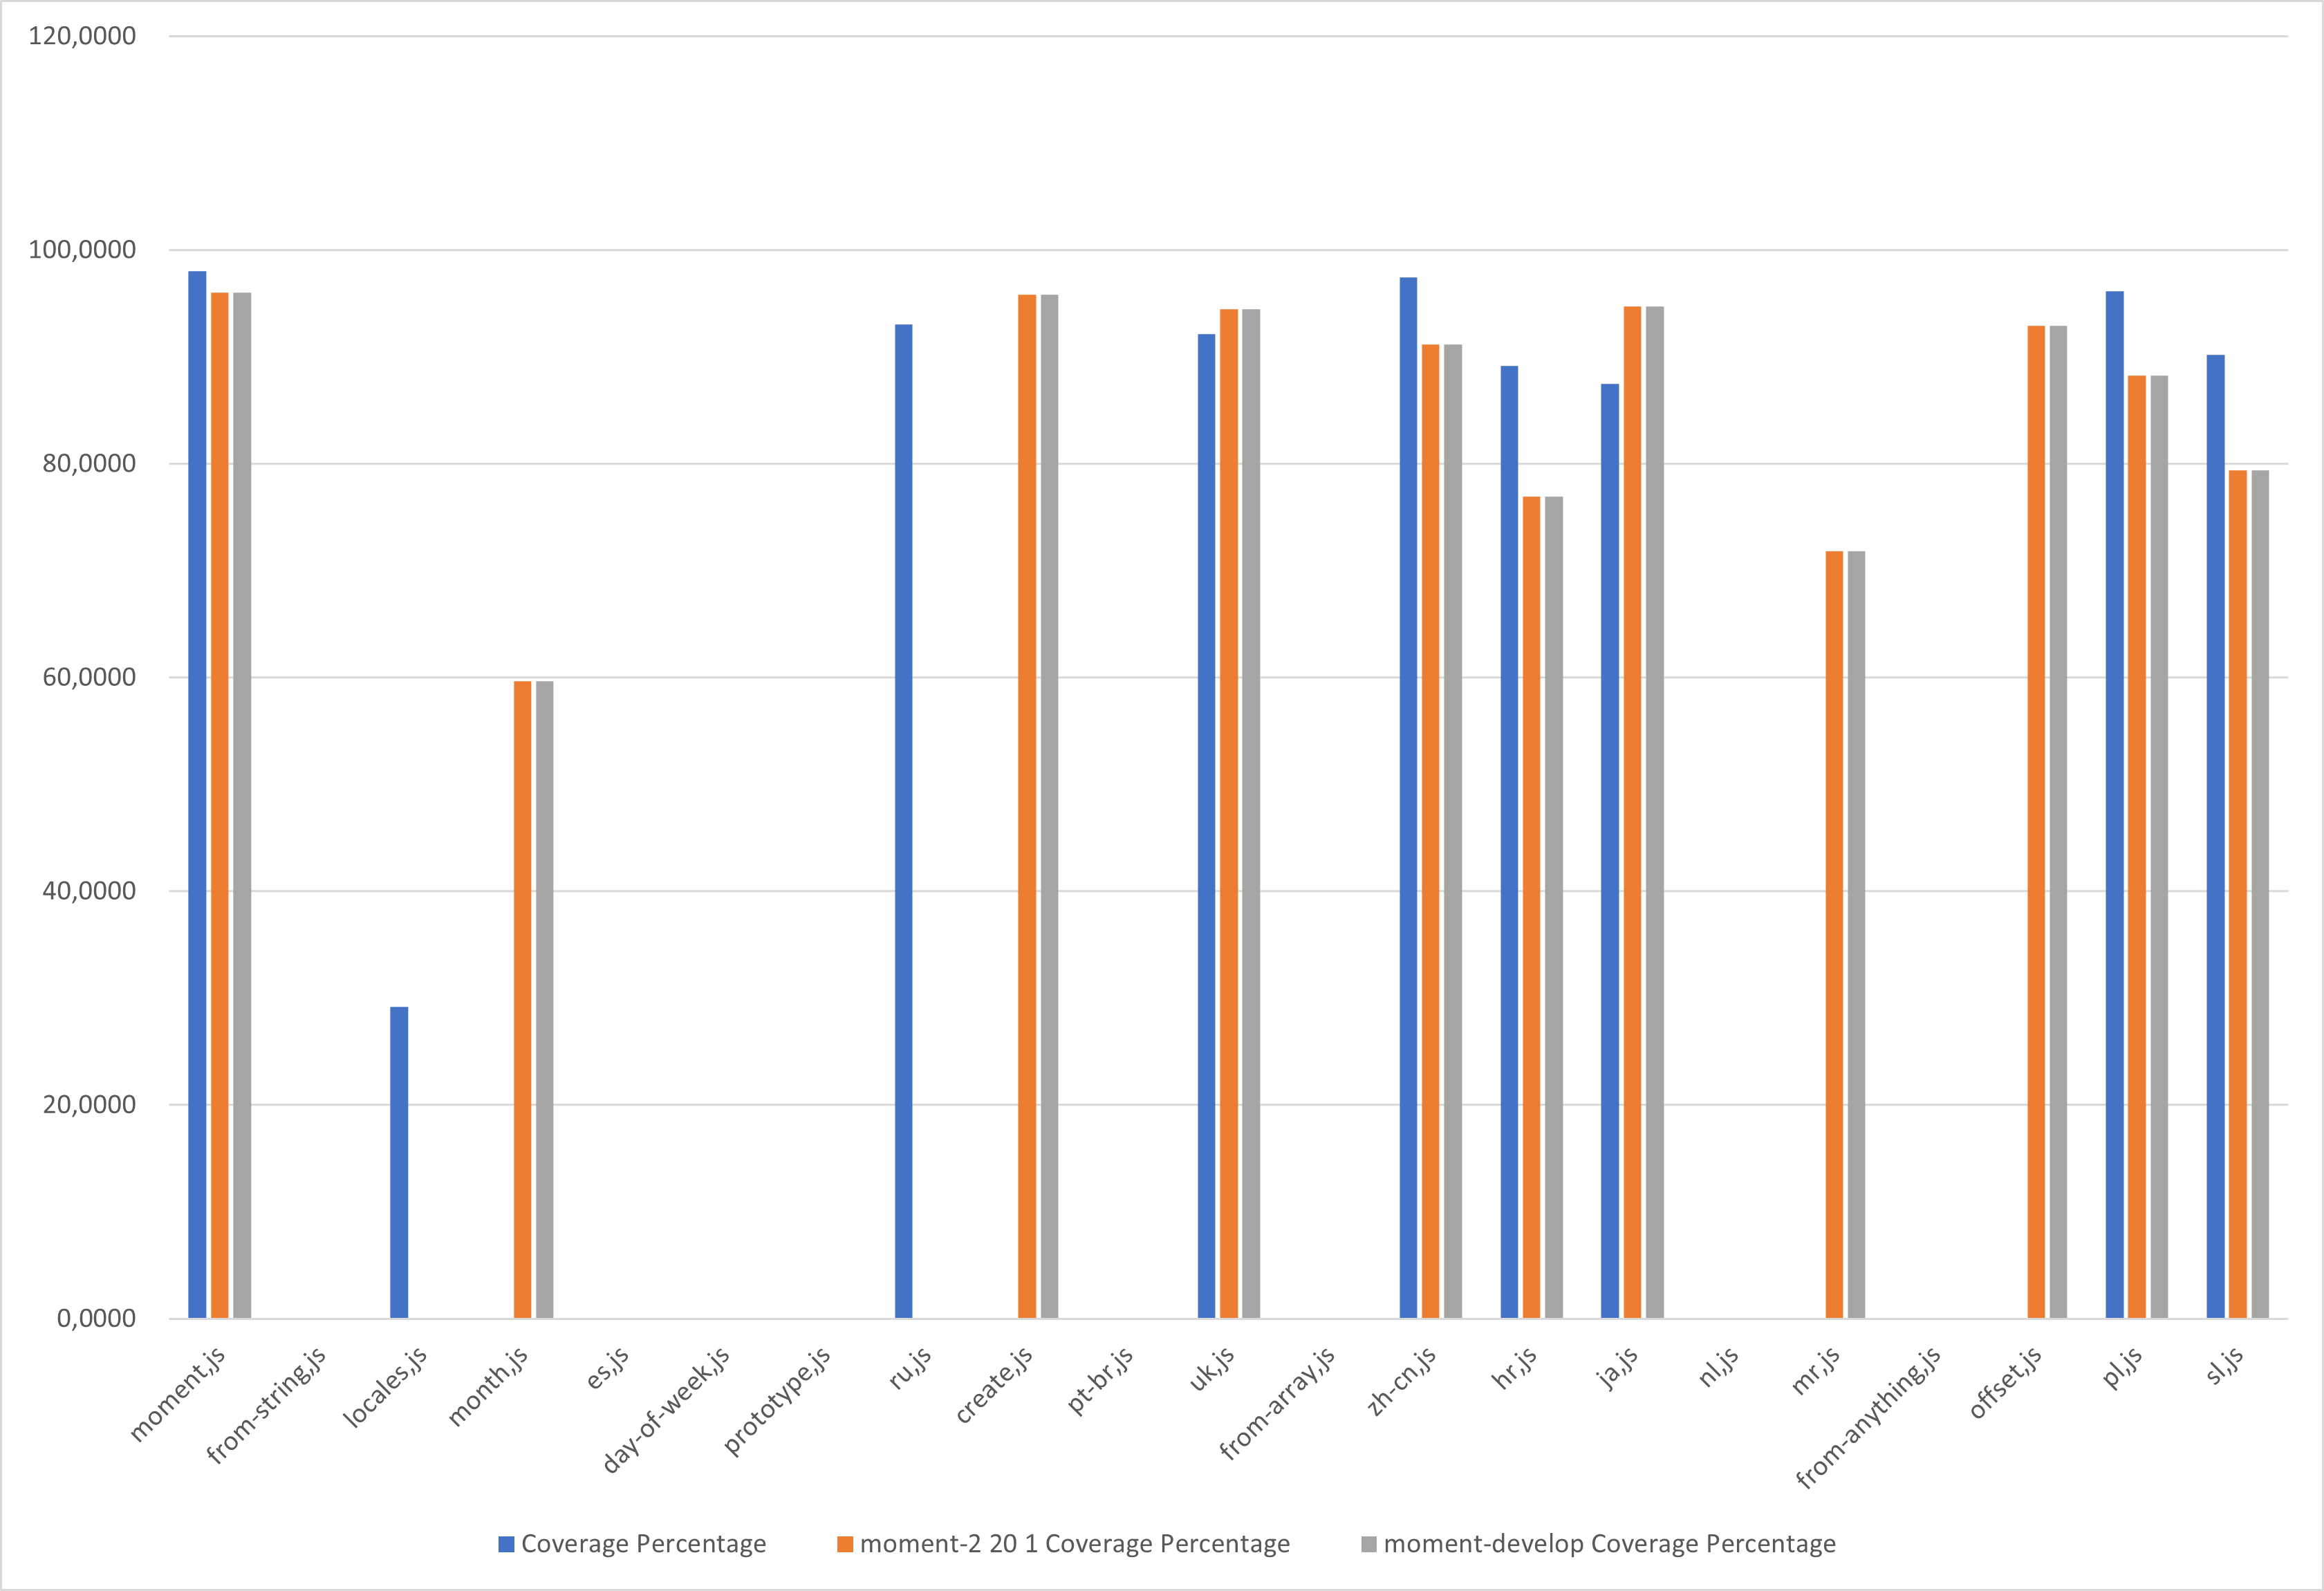 120,0000
100,0000
80,0000
60,0000
40,0000
20,0000
0,0000
moment,js
from-string,js
locales,js
month,js
es,js
day-of-week,js
prototype,js
ru,js
create,js
pt-br,js
uk,js
from-array,js
zh-cn,js
hr,js
ja,js
nl,js
mr,js
from-anything,js
offset,js
pl,js
sl,js
Coverage Percentage
moment-2 20 1 Coverage Percentage
moment-develop Coverage Percentage